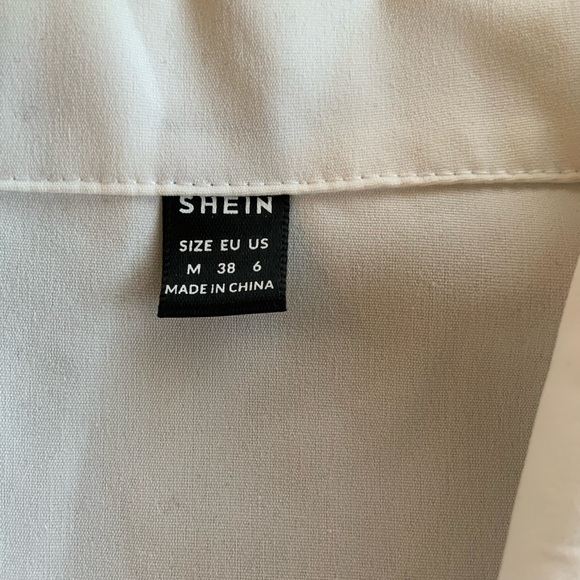 SHEIN
SIZE EU US
M 38 6
MADE IN CHINA